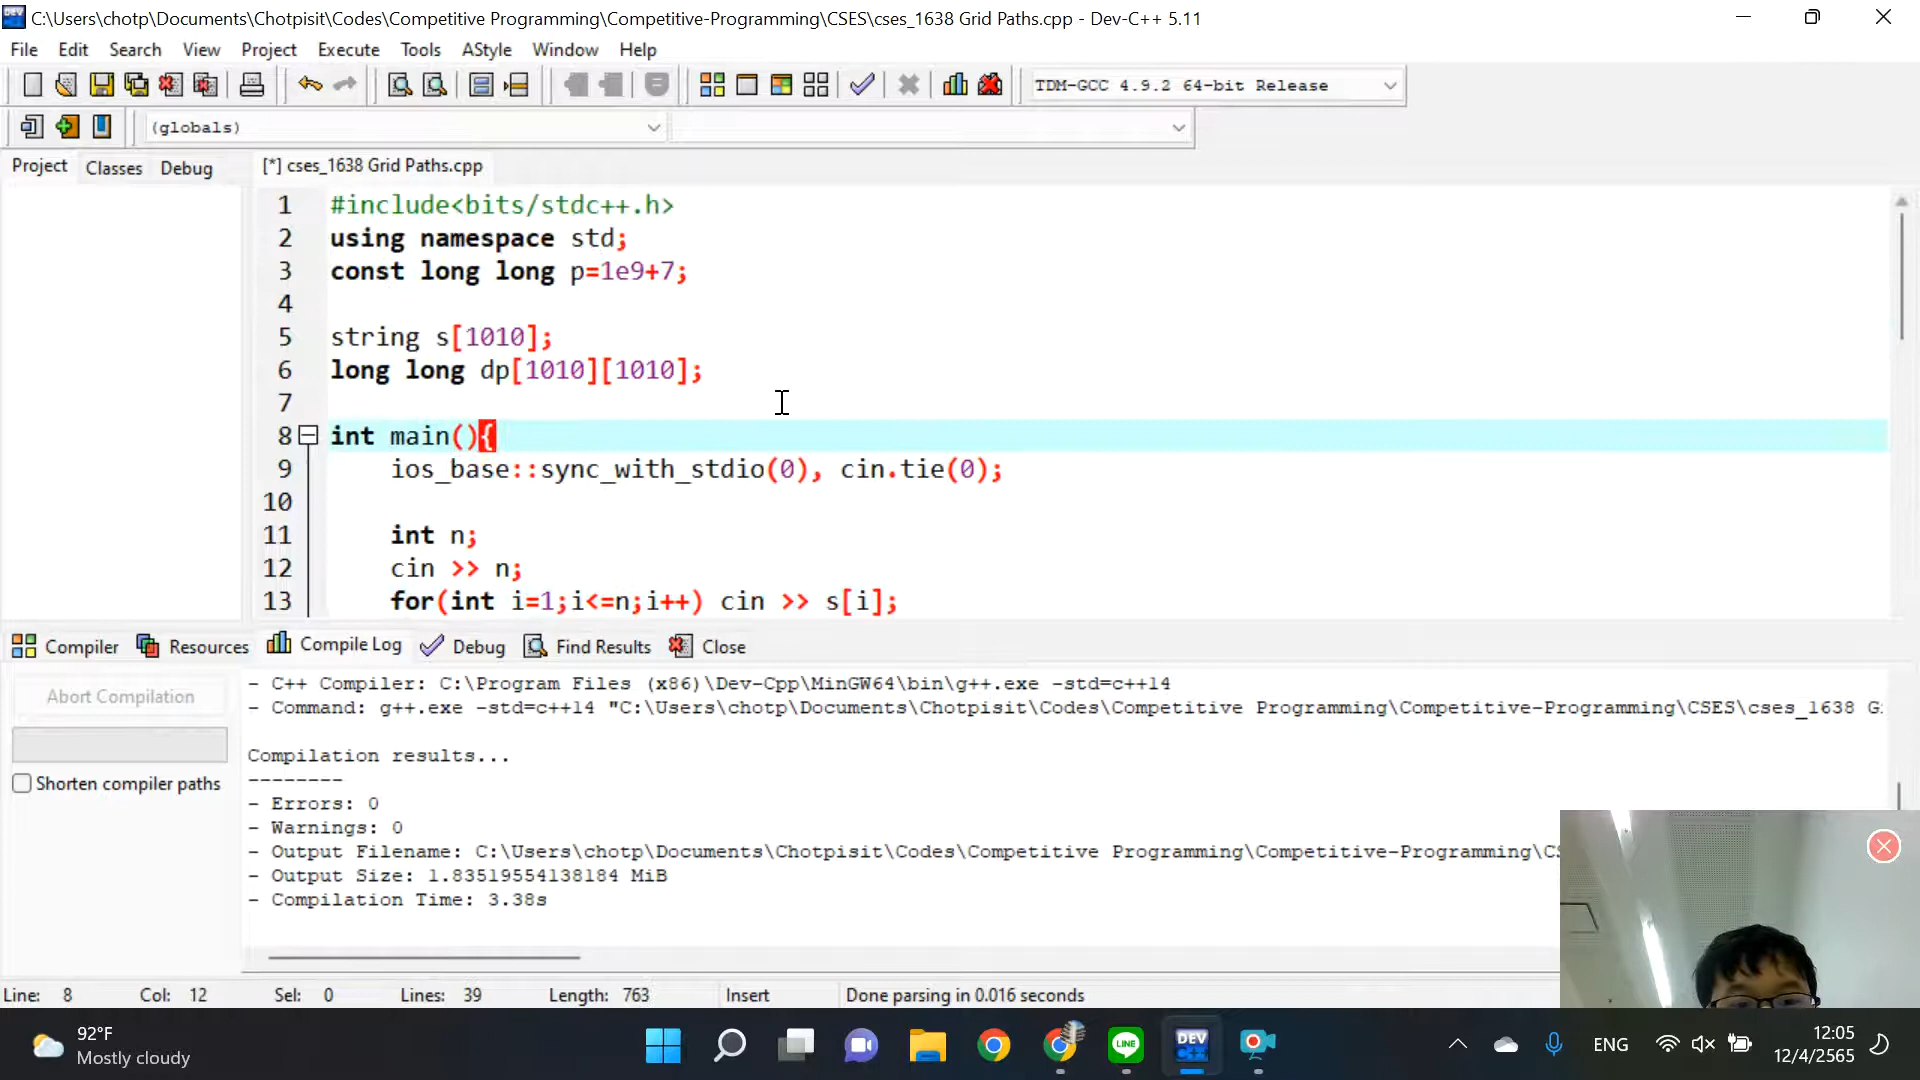 C:\Users\chotp\Documents\Chotpisit\Codes\Competitive Programming\Competitive-Programming\CSES\cses_1638 Grid Paths.cpp - Dev-C++ 5.11
File Edit Search View Project Execute Tools AStyle Window Help
TDM-GCC 4.9.2 64-bit Release
(globals)
Project Classes Debug [*] cses_1638 Grid Paths.cpp
1 #include<bits/stdc++.h>
2 using namespace std;
3 const long long p=1e9+7;
4
5 string s[1010];
6 long long dp[1010][1010];
7
8 int main(){
9 ios_base::sync_with_stdio(0), cin.tie(0);
10
11 int n;
12 cin >> n;
13 for(int i=1;i<=n;i++) cin >> s[i];
Compiler Resources Compile Log Debug Find Results Close
Abort Compilation
Shorten compiler paths
- C++ Compiler: C:\Program Files (x86)\Dev-Cpp\MinGW64\bin\g++.exe -std=c++14
- Command: g++.exe -std=c++14 "C:\Users\chotp\Documents\Chotpisit\Codes\Competitive Programming\Competitive-Programming\CSES\cses_1638 G
Compilation results...
--------
- Errors: 0
- Warnings: 0
- Output Filename: C:\Users\chotp\Documents\Chotpisit\Codes\Competitive Programming\Competitive-Programming\CS
- Output Size: 1.83519554138184 MiB
- Compilation Time: 3.38s
Line: 8 Col: 12 Sel: 0 Lines: 39 Length: 763 Insert Done parsing in 0.016 seconds
92°F
Mostly cloudy
LINE
DEV
C++
ENG
12:05
12/4/2565